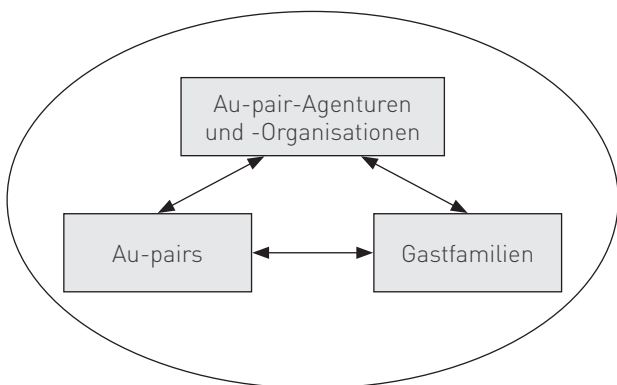 Au-pair-Agenturen
und -Organisationen
Au-pairs
Gastfamilien